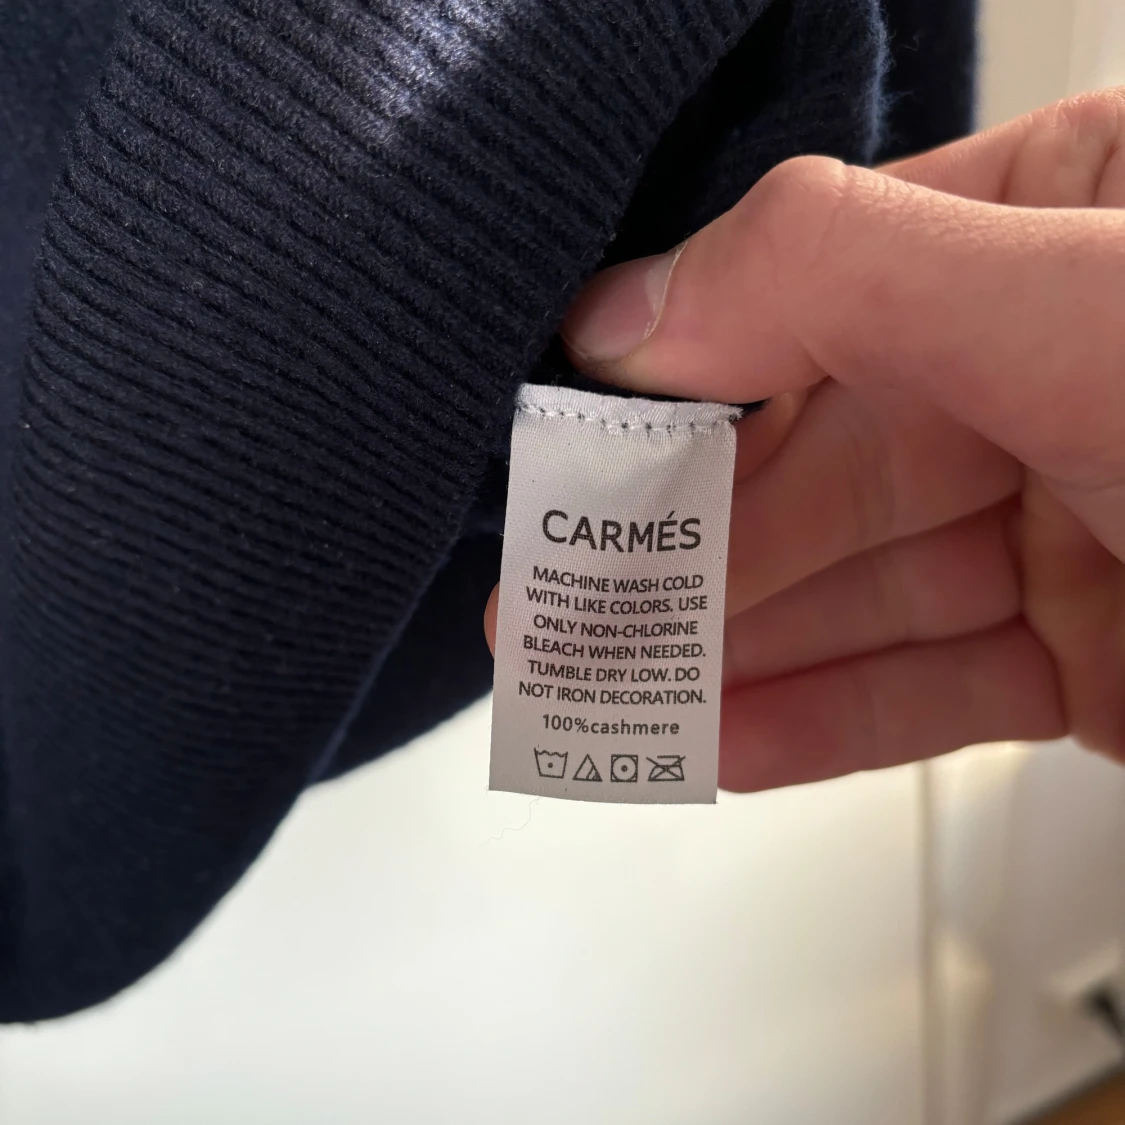 CARMÉS
MACHINE WASH COLD
WITH LIKE COLORS. USE
ONLY NON-CHLORINE
BLEACH WHEN NEEDED.
TUMBLE DRY LOW. DO
NOT IRON DECORATION.
100%cashmere